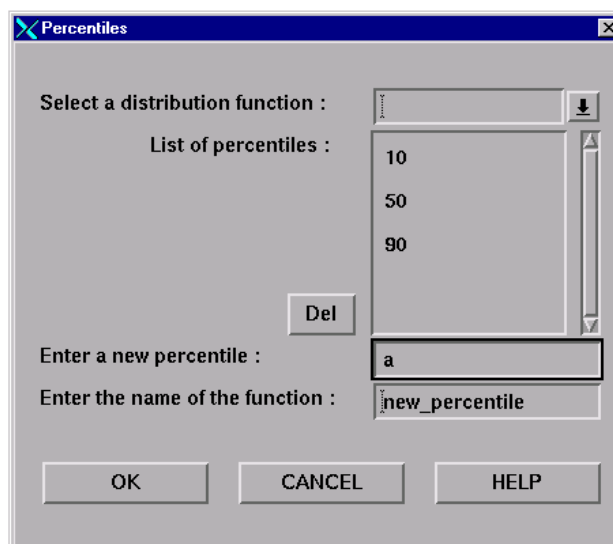 Percentiles
Select a distribution function :
List of percentiles :
10
50
90
Del
Enter a new percentile :
a
Enter the name of the function :
new_percentile
OK CANCEL HELP